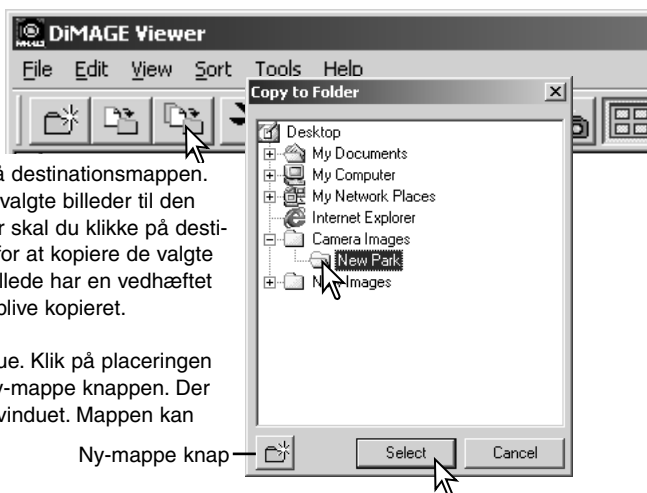 DiMAGE Viewer
File Edit View Sort Tools Help
Copy to Folder
Desktop
My Documents
My Computer
My Network Places
Internet Explorer
Camera Images
New Park
Images
Select Cancel
destinationsmappen.
valgte billeder til den
skal du klikke på desti-
for at kopiere de valgte
llede har en vedhæftet
blive kopieret.
ue. Klik på placeringen
y-mappe knappen. Der
vinduet. Mappen kan
Ny-mappe knap